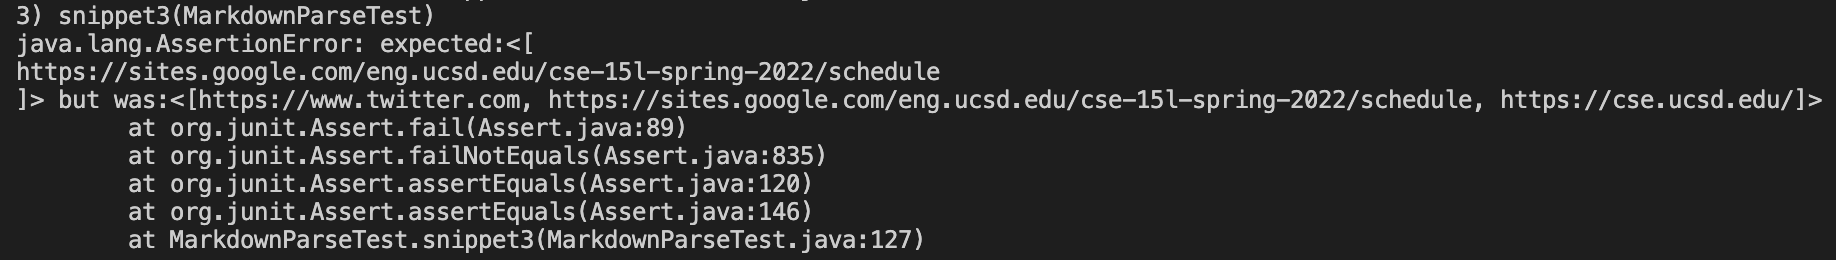 3) snippet3(MarkdownParseTest)
java.lang.AssertionError: expected:<[
https://sites.google.com/eng.ucsd.edu/cse-15l-spring-2022/schedule
]> but was:<[https://www.twitter.com, https://sites.google.com/eng.ucsd.edu/cse-15l-spring-2022/schedule, https://cse.ucsd.edu/]>
at org.junit.Assert.fail(Assert.java:89)
at org.junit.Assert.failNotEquals(Assert.java:835)
at org.junit.Assert.assertEquals(Assert.java:120)
at org.junit.Assert.assertEquals(Assert.java:146)
at MarkdownParseTest.snippet3(MarkdownParseTest.java:127)